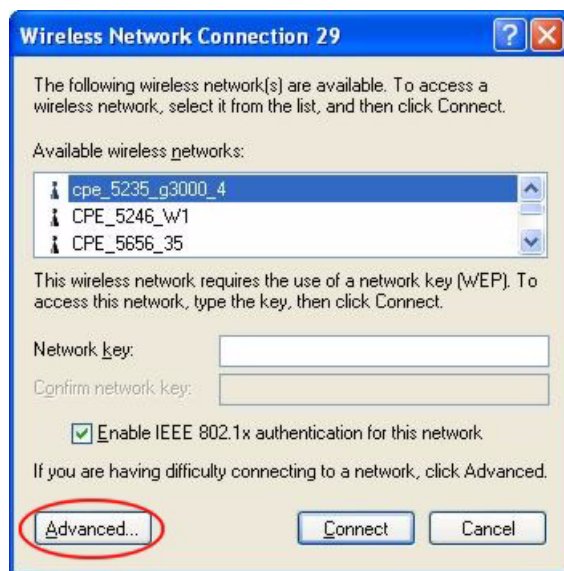 Wireless Network Connection 29
The following wireless network(s) are available. To access a
wireless network, select it from the list, and then click Connect.
Available wireless networks:
cpe_5235_g3000_4
CPE_5246_W1
CPE_5656_35
This wireless network requires the use of a network key (WEP). To
access this network, type the key, then click Connect.
Network key:
Confirm network key:
Enable IEEE 802.1x authentication for this network
If you are having difficulty connecting to a network, click Advanced.
Advanced... Connect Cancel